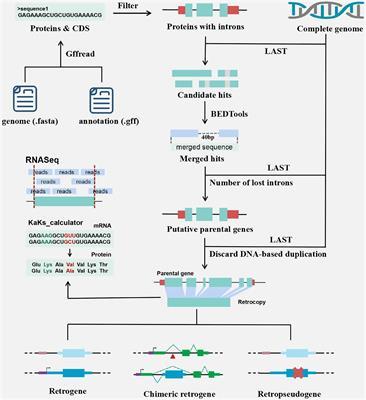 >sequence1
GAGAAAGCUGCUGUGAAAACG
Proteins & CDS
Filter
Proteins with introns
Complete genome
LAST
Gffread
Candidate hits
BEDTools
genome (.fasta)
annotation (.gff)
40bp
merged sequence
Merged hits
RNASeq
reads reads reads
reads reads
reads reads reads
LAST
Number of lost introns
KaKs_calculator
mRNA
GAGAAGGCUGUUGUGAAAACG
GAGAAAGCUGCUGUGAAAACG
Protein
Glu Lys Ala Val Val Lys Thr
Glu Lys Ala Ala Val Lys Thr
Putative parental genes
LAST
Discard DNA-based duplication
Parental gene
Retrocopy
Retrogene
Chimeric retrogene
Retropseudogene